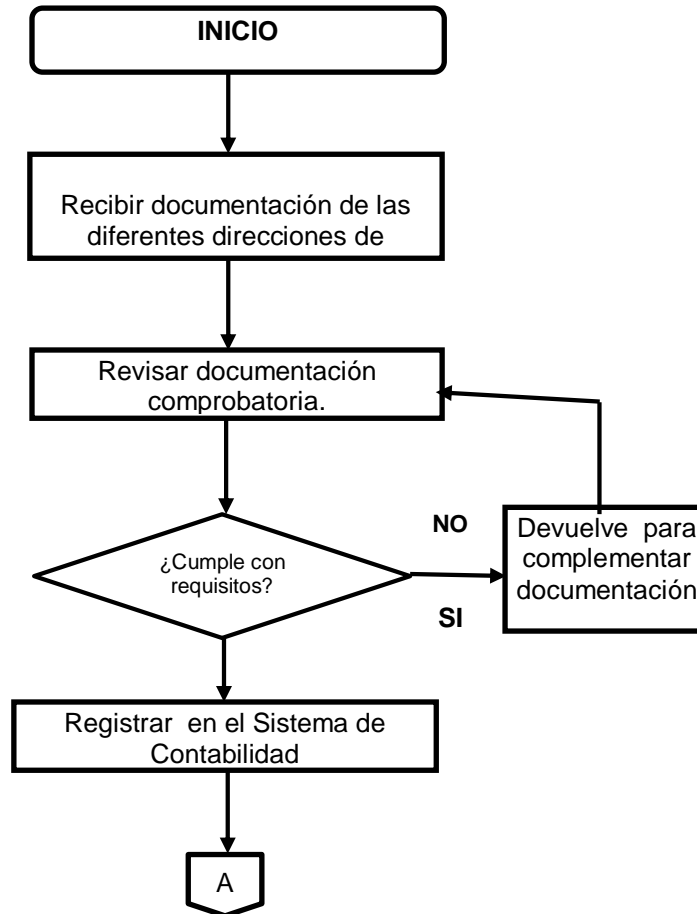 INICIO
Recibir documentación de las
diferentes direcciones de
Revisar documentación
comprobatoria.
¿Cumple con
requisitos?
NO
SI
Devuelve para
complementar
documentación
Registrar en el Sistema de
Contabilidad
A